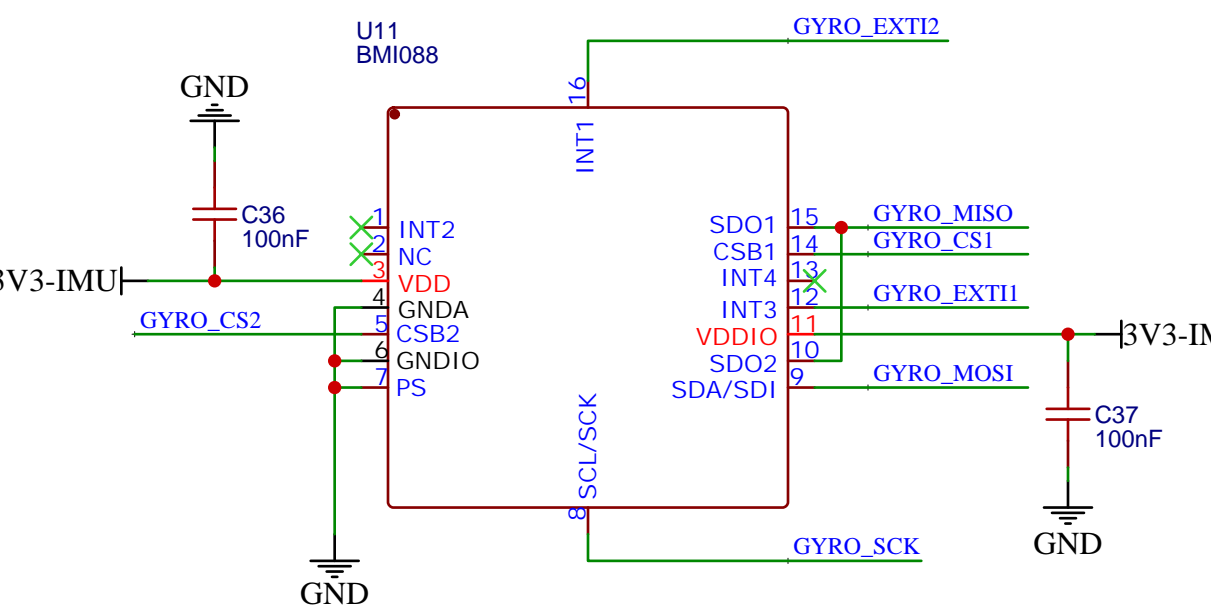 U11
BMI088
GYRO_EXTI2
GND
16
INT1
C36
100nF
1
INT2
2
NC
3V3-IMU
3
VDD
4
GNDA
GYRO_CS2
5
CSB2
6
GNDIO
7
PS
SDO1
15
GYRO_MISO
CSB1
14
GYRO_CS1
INT4
13
INT3
12
GYRO_EXTI1
VDDIO
11
3V3-IM
SDO2
10
SDA/SDI
9
GYRO_MOSI
C37
100nF
GND
SCL/SCK
8
GYRO_SCK
GND